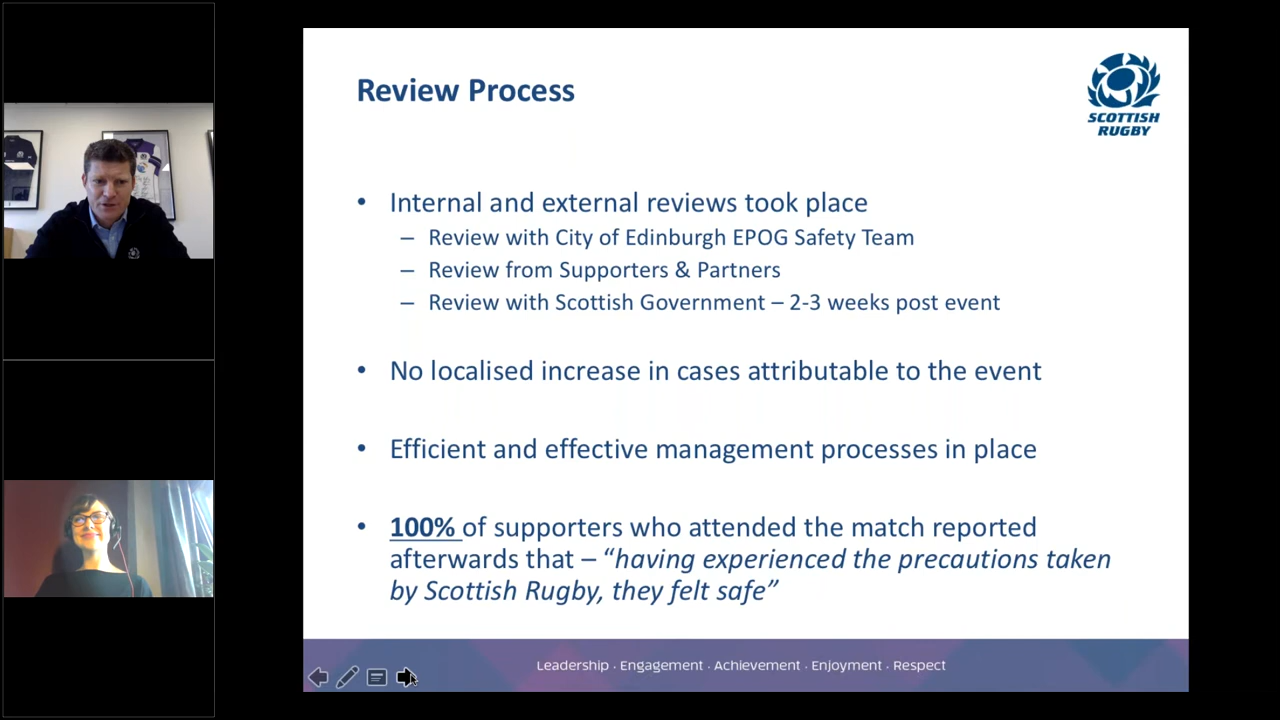 Review Process
SCOTTISH
RUGBY
• Internal and external reviews took place
– Review with City of Edinburgh EPOG Safety Team
– Review from Supporters & Partners
– Review with Scottish Government – 2-3 weeks post event
• No localised increase in cases attributable to the event
• Efficient and effective management processes in place
• 100% of supporters who attended the match reported
afterwards that – “having experienced the precautions taken
by Scottish Rugby, they felt safe”
Leadership · Engagement · Achievement · Enjoyment · Respect